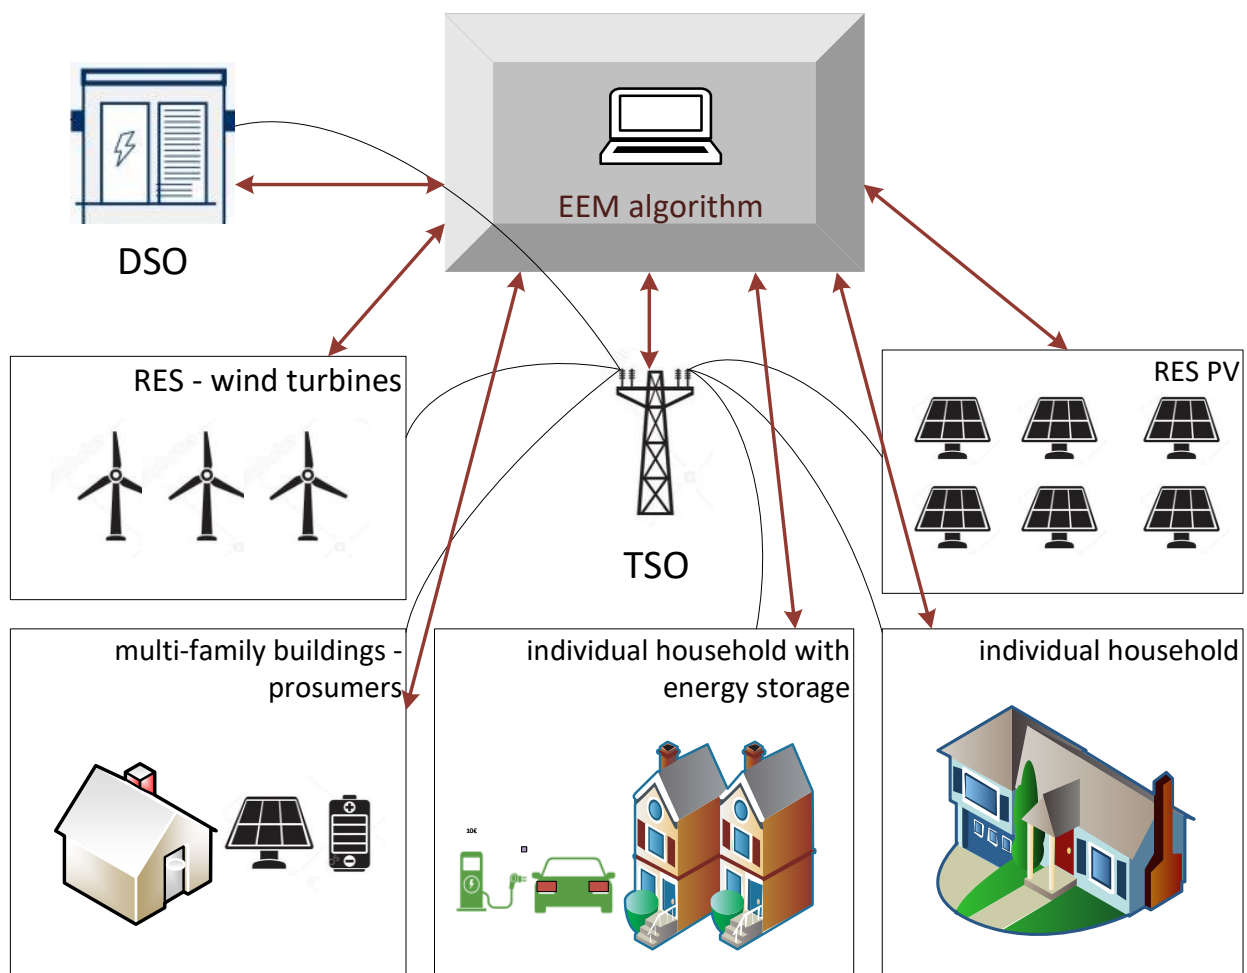 EEM algorithm
DSO
RES - wind turbines
RES PV
TSO
multi-family buildings -
prosumers
individual household with
energy storage
individual household
10€